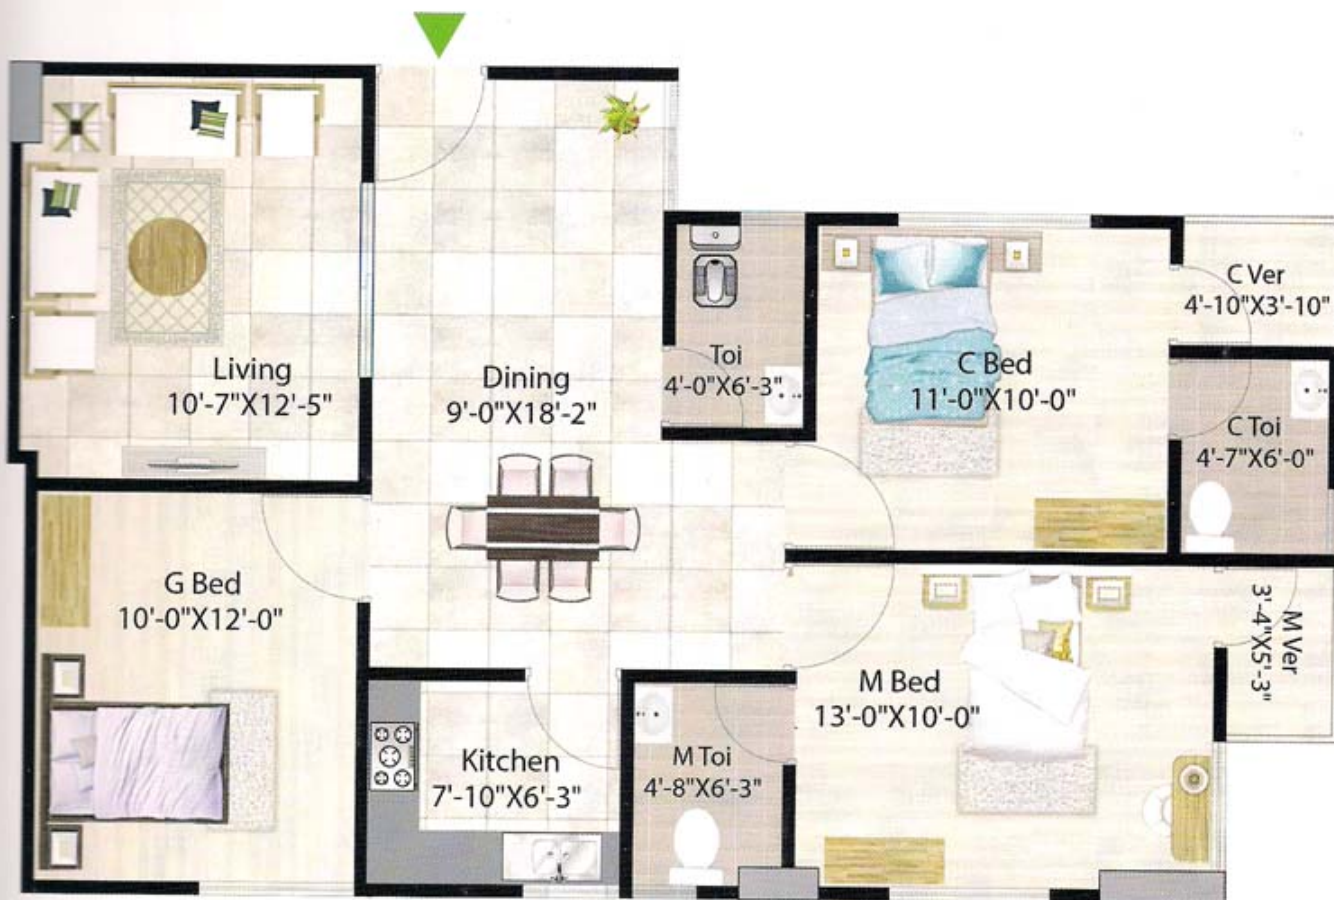 Living
10'-7"X12'-5"
Dining
9'-0"X18'-2"
Toi
4'-0"X6'-3"
C Bed
11'-0"X10'-0"
C Ver
4'-10"X3'-10"
C Toi
4'-7"X6'-0"
G Bed
10'-0"X12'-0"
Kitchen
7'-10"X6'-3"
M Toi
4'-8"X6'-3"
M Bed
13'-0"X10'-0"
M Ver
3'-4"X5'-3"